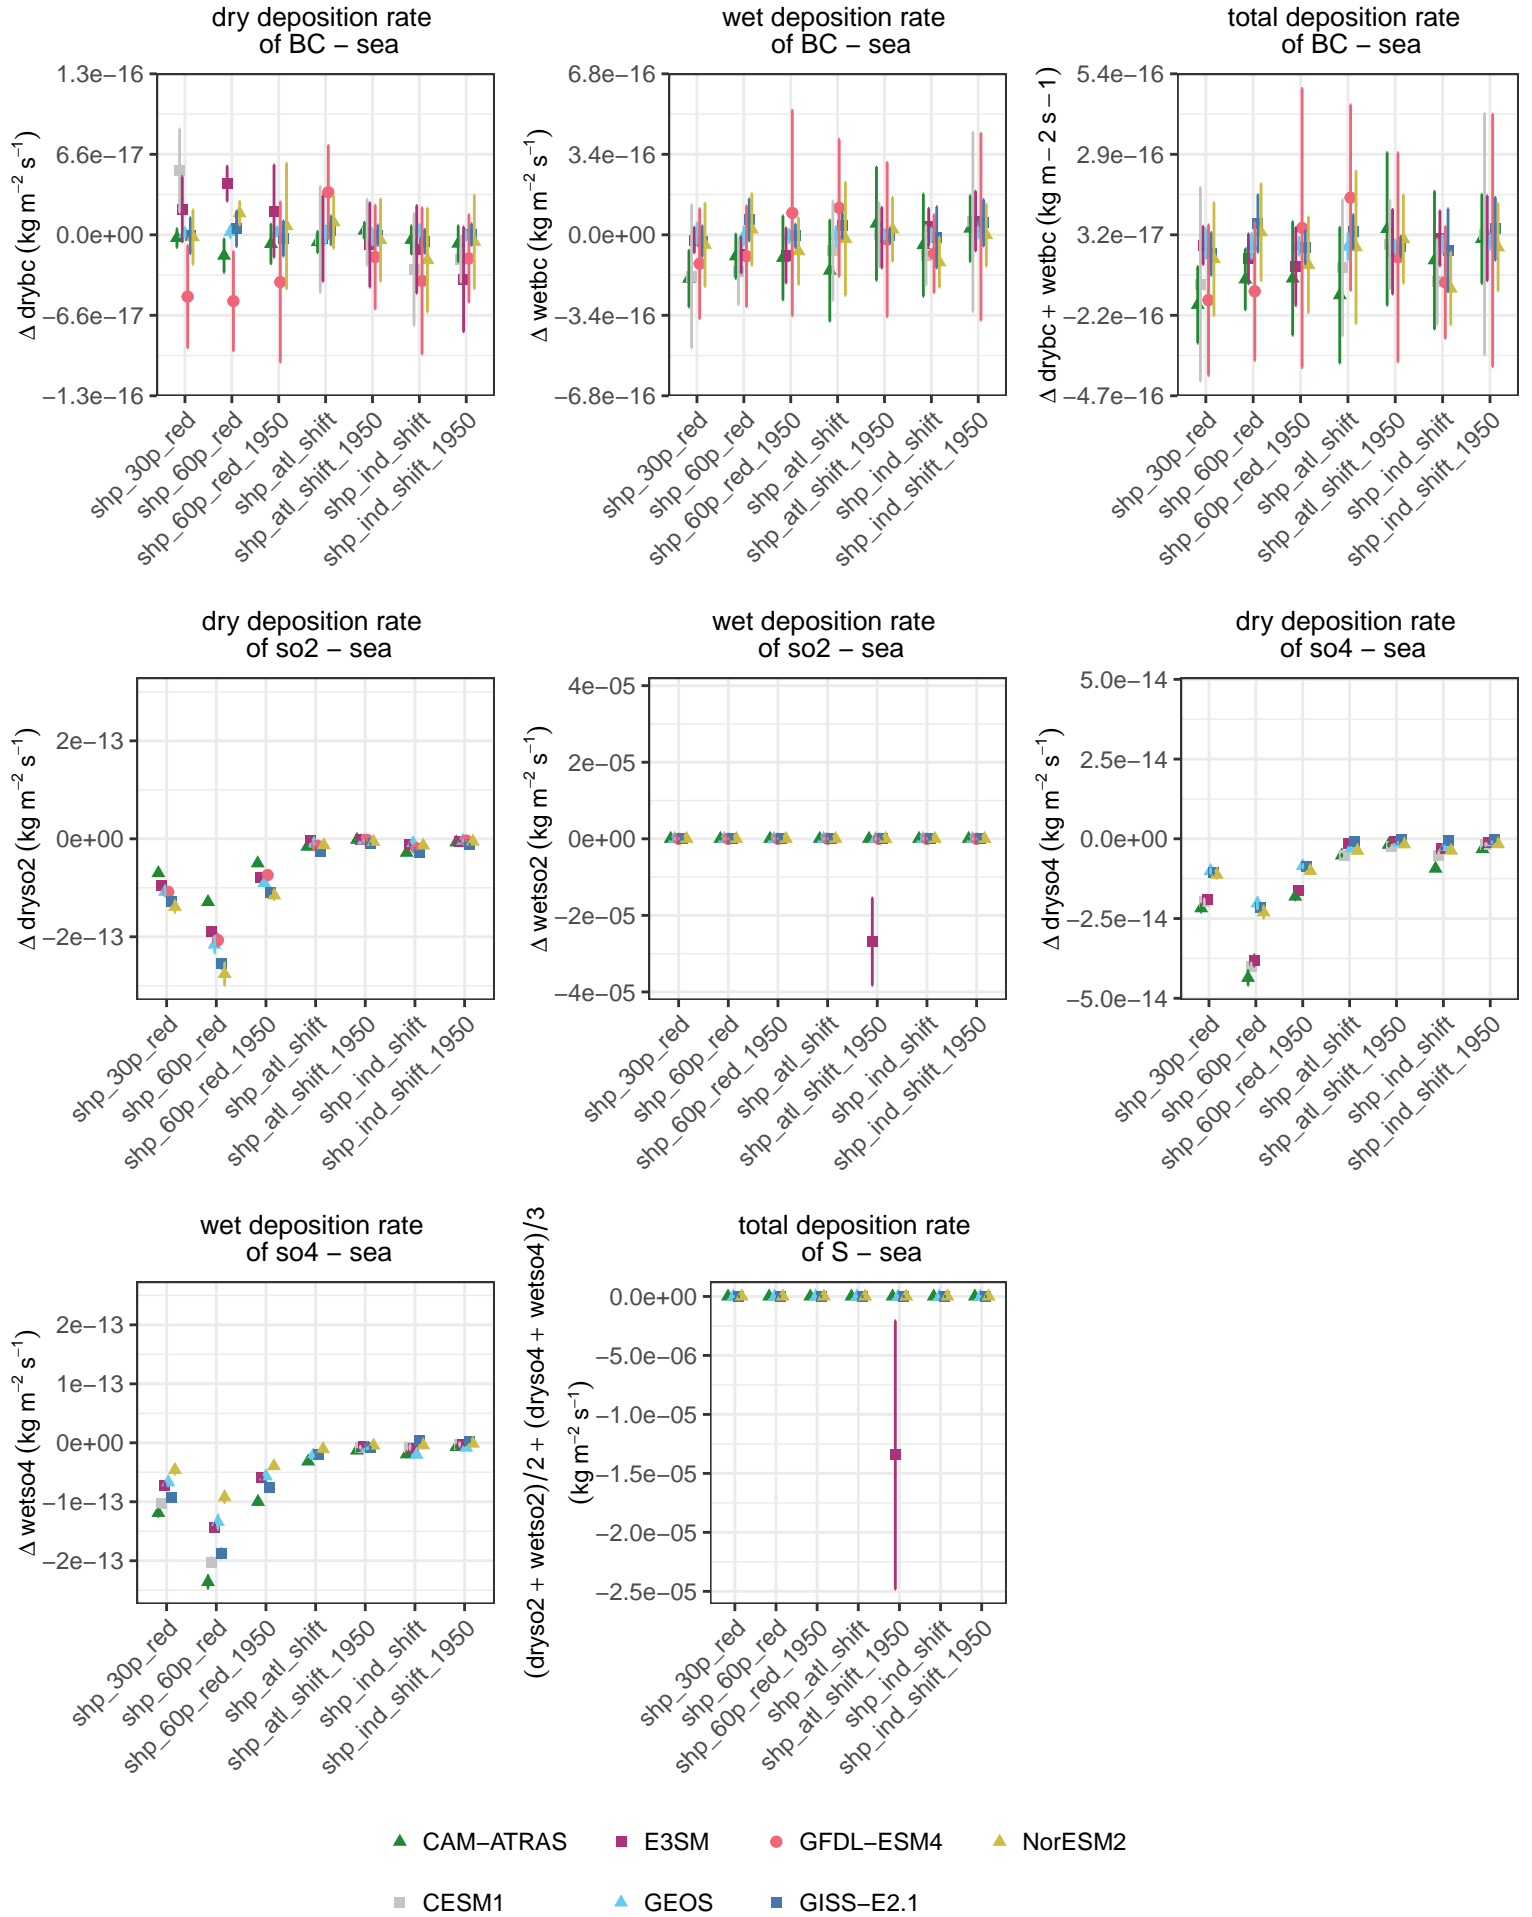 dry deposition rate
of BC − sea
Δ drybc (kg m⁻² s⁻¹)
1.3e−16
6.6e−17
0.0e+00
−6.6e−17
−1.3e−16
shp_30p_red
shp_60p_red
shp_60p_red_1950
shp_atl_shift
shp_atl_shift_1950
shp_ind_shift
shp_ind_shift_1950
wet deposition rate
of BC − sea
Δ wetbc (kg m⁻² s⁻¹)
6.8e−16
3.4e−16
0.0e+00
−3.4e−16
−6.8e−16
shp_30p_red
shp_60p_red
shp_60p_red_1950
shp_atl_shift
shp_atl_shift_1950
shp_ind_shift
shp_ind_shift_1950
total deposition rate
of BC − sea
Δ drybc + wetbc (kg m − 2 s − 1)
5.4e−16
2.9e−16
3.2e−17
−2.2e−16
−4.7e−16
shp_30p_red
shp_60p_red
shp_60p_red_1950
shp_atl_shift
shp_atl_shift_1950
shp_ind_shift
shp_ind_shift_1950
dry deposition rate
of so2 − sea
Δ dryso2 (kg m⁻² s⁻¹)
2e−13
0e+00
−2e−13
shp_30p_red
shp_60p_red
shp_60p_red_1950
shp_atl_shift
shp_atl_shift_1950
shp_ind_shift
shp_ind_shift_1950
wet deposition rate
of so2 − sea
Δ wetso2 (kg m⁻² s⁻¹)
4e−05
2e−05
0e+00
−2e−05
−4e−05
shp_30p_red
shp_60p_red
shp_60p_red_1950
shp_atl_shift
shp_atl_shift_1950
shp_ind_shift
shp_ind_shift_1950
dry deposition rate
of so4 − sea
Δ dryso4 (kg m⁻² s⁻¹)
5.0e−14
2.5e−14
0.0e+00
−2.5e−14
−5.0e−14
shp_30p_red
shp_60p_red
shp_60p_red_1950
shp_atl_shift
shp_atl_shift_1950
shp_ind_shift
shp_ind_shift_1950
wet deposition rate
of so4 − sea
Δ wetso4 (kg m⁻² s⁻¹)
2e−13
1e−13
0e+00
−1e−13
−2e−13
shp_30p_red
shp_60p_red
shp_60p_red_1950
shp_atl_shift
shp_atl_shift_1950
shp_ind_shift
shp_ind_shift_1950
total deposition rate
of S − sea
(dryso2 + wetso2)/2 + (dryso4 + wetso4)/3
(kg m⁻² s⁻¹)
0.0e+00
−5.0e−06
−1.0e−05
−1.5e−05
−2.0e−05
−2.5e−05
shp_30p_red
shp_60p_red
shp_60p_red_1950
shp_atl_shift
shp_atl_shift_1950
shp_ind_shift
shp_ind_shift_1950
CAM−ATRAS E3SM GFDL−ESM4 NorESM2
CESM1 GEOS GISS−E2.1